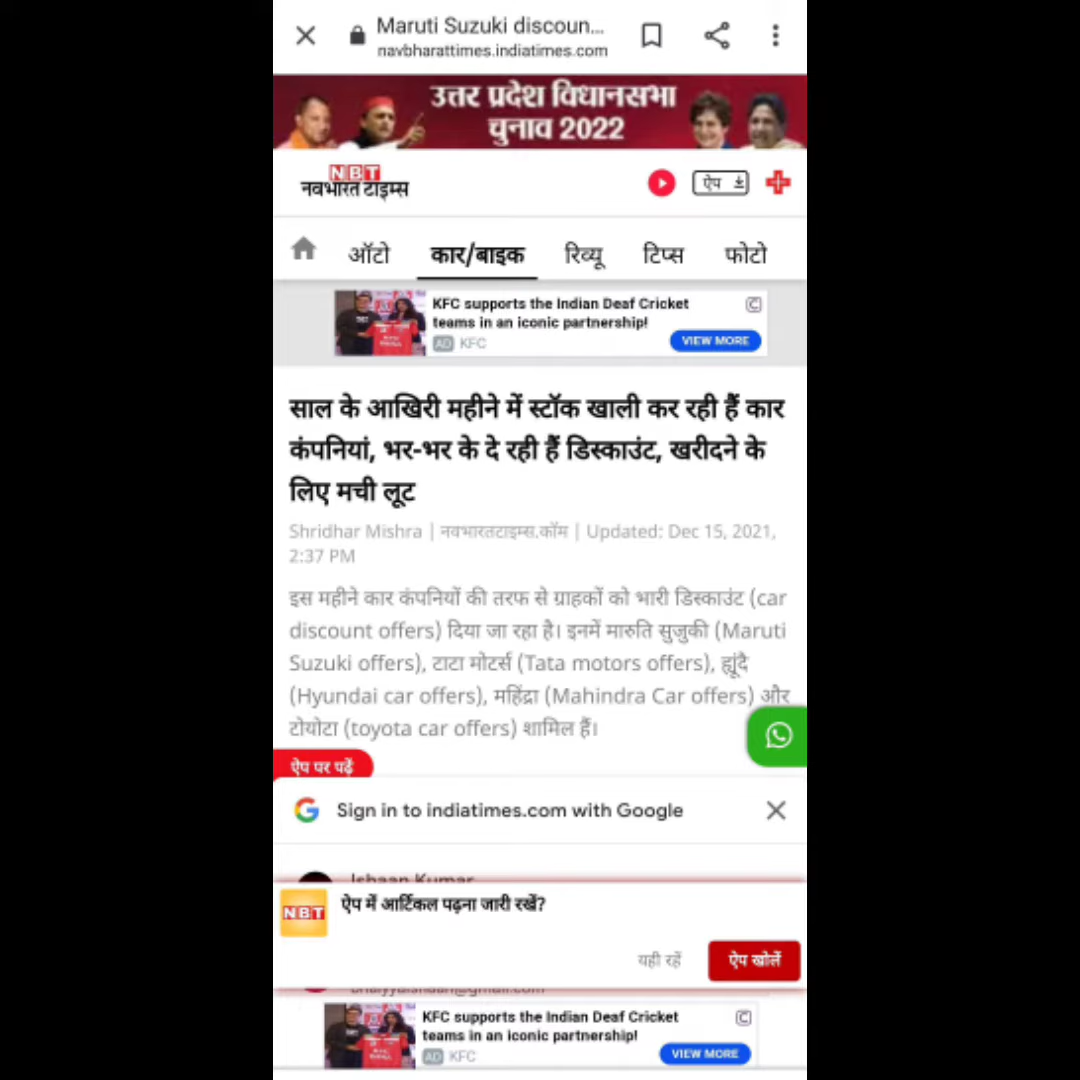 Maruti Suzuki discoun...
navbharattimes.indiatimes.com
उत्तर प्रदेश विधानसभा
चुनाव 2022
NBT
नवभारत टाइम्स
ऐप
ऑटो कार/बाइक रिव्यू टिप्स फोटो
KFC supports the Indian Deaf Cricket
teams in an iconic partnership!
AD KFC
VIEW MORE
साल के आखिरी महीने में स्टॉक खाली कर रही हैं कार
कंपनियां, भर-भर के दे रही हैं डिस्काउंट, खरीदने के
लिए मची लूट
Shridhar Mishra | नवभारतटाइम्स.कॉम | Updated: Dec 15, 2021,
2:37 PM
इस महीने कार कंपनियों की तरफ से ग्राहकों को भारी डिस्काउंट (car
discount offers) दिया जा रहा है। इनमें मारुति सुजुकी (Maruti
Suzuki offers), टाटा मोटर्स (Tata motors offers), ह्यूंदै
(Hyundai car offers), महिंद्रा (Mahindra Car offers) और
टोयोटा (toyota car offers) शामिल हैं।
ऐप पर पढ़ें
Sign in to indiatimes.com with Google
Ishaan Kumar
NBT
ऐप में आर्टिकल पढ़ना जारी रखें?
यही रहें
ऐप खोलें
KFC supports the Indian Deaf Cricket
teams in an iconic partnership!
AD KFC
VIEW MORE